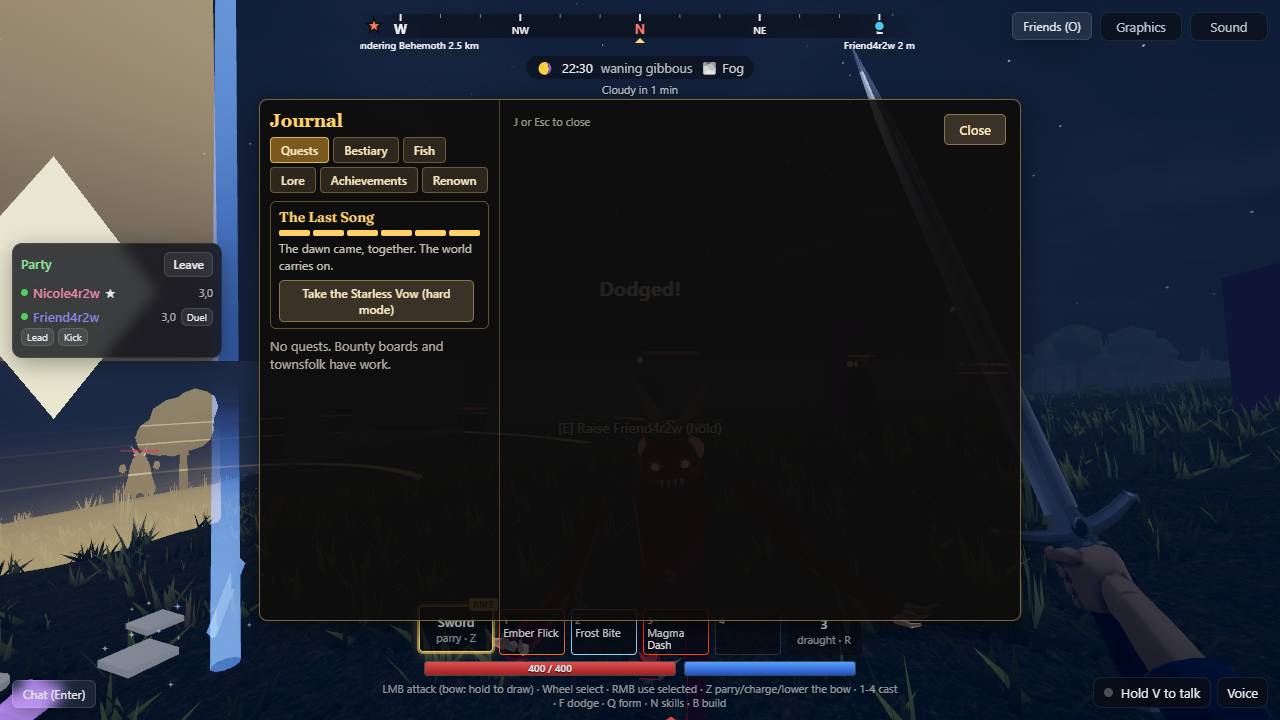 W
NW
N
NE
ndering Behemoth 2.5 km
Friend4r2w 2 m
Friends (O)
Graphics
Sound
22:30 waning gibbous Fog
Cloudy in 1 min
Journal
J or Esc to close
Close
Quests
Bestiary
Fish
Lore
Achievements
Renown
The Last Song
The dawn came, together. The world
carries on.
Take the Starless Vow (hard
mode)
No quests. Bounty boards and
townsfolk have work.
Party
Leave
Nicole4r2w ★ 3,0
Friend4r2w 3,0 Duel
Lead Kick
Dodged!
[E] Raise Friend4r2w (hold)
RMB
Sword
parry · Z
Ember Flick
Frost Bite
3
Magma
Dash
4
3
draught · R
400 / 400
LMB attack (bow: hold to draw) · Wheel select · RMB use selected · Z parry/charge/lower the bow · 1-4 cast
· F dodge · Q form · N skills · B build
Chat (Enter)
Hold V to talk
Voice